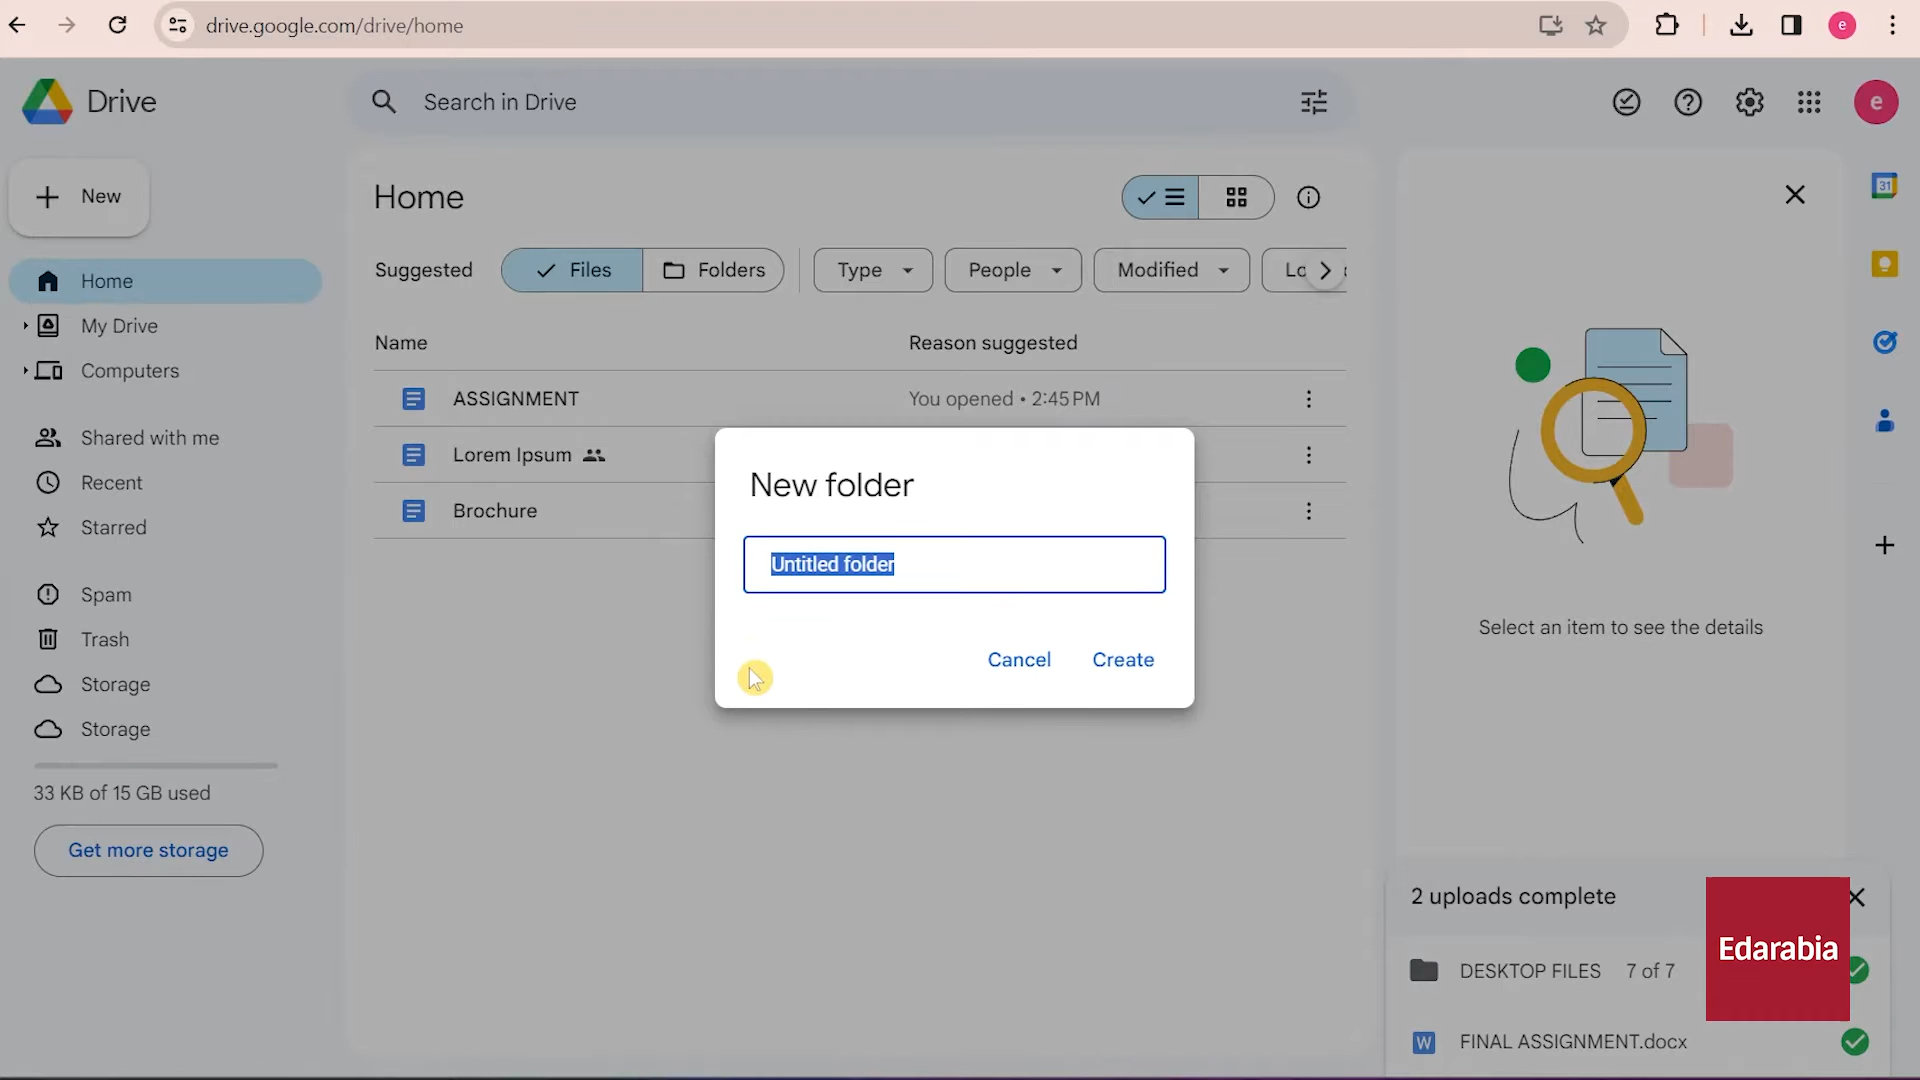 drive.google.com/drive/home
e
Drive
Search in Drive
e
New
Home
My Drive
Computers
Shared with me
Recent
Starred
Spam
Trash
Storage
Storage
33 KB of 15 GB used
Get more storage
Home
Suggested
Files
Folders
Type
People
Modified
Lo
Name
Reason suggested
ASSIGNMENT
You opened • 2:45 PM
Lorem Ipsum
Brochure
New folder
Untitled folder
Cancel
Create
31
Select an item to see the details
2 uploads complete
DESKTOP FILES 7 of 7
W FINAL ASSIGNMENT.docx
Edarabia